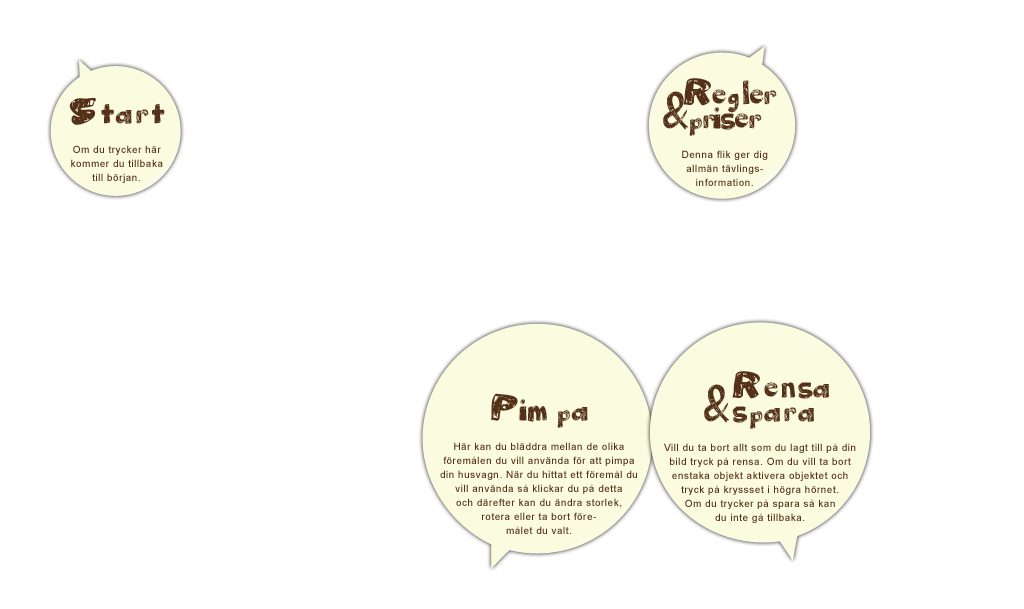 Start
Om du trycker här
kommer du tillbaka
till början.
Regler
&priser
Denna flik ger dig
allmän tävlings-
information.
Pimpa
Här kan du bläddra mellan de olika
föremålen du vill använda för att pimpa
din husvagn. När du hittat ett föremål du
vill använda så klickar du på detta
och därefter kan du ändra storlek,
rotera eller ta bort före-
målet du valt.
Rensa
& spara
Vill du ta bort allt som du lagt till på din
bild tryck på rensa. Om du vill ta bort
enstaka objekt aktivera objektet och
tryck på kryssset i högra hörnet.
Om du trycker på spara så kan
du inte gå tillbaka.